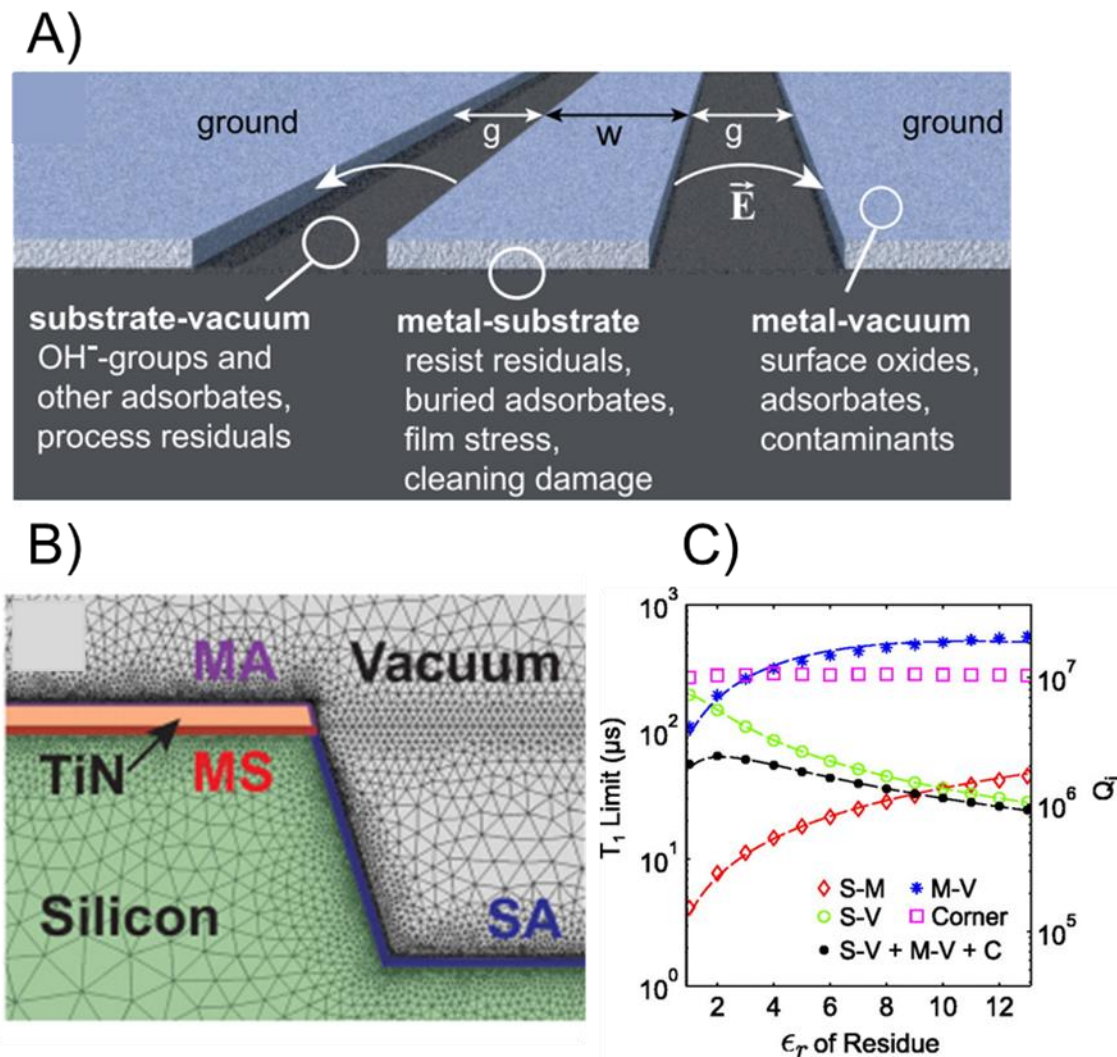 A)
ground
g
w
g
ground
E
substrate-vacuum
OH⁻-groups and
other adsorbates,
process residuals
metal-substrate
resist residuals,
buried adsorbates,
film stress,
cleaning damage
metal-vacuum
surface oxides,
adsorbates,
contaminants
B)
MA
Vacuum
TiN
MS
Silicon
SA
C)
10³
10²
10¹
10⁰
T₁ Limit (μs)
10⁷
10⁶
10⁵
Qᵢ
S-M
M-V
S-V
Corner
S-V + M-V + C
2 4 6 8 10 12
ϵᵣ of Residue